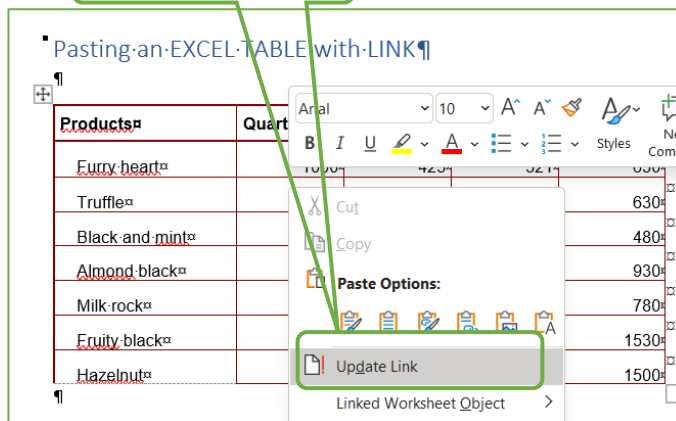 Pasting·an·EXCEL·TABLE·with·LINK¶
¶
Arial 10 A^ A˅
Products¤ Quart
B I U A Styles
Furry·heart¤
Truffle¤ 630¤
Black·and·mint¤ 480¤
Almond·black¤ 930¤
Milk·rock¤ 780¤
Fruity·black¤ 1530¤
Hazelnut¤ 1500¤
¶
Cut
Copy
Paste Options:
Update Link
Linked Worksheet Object >